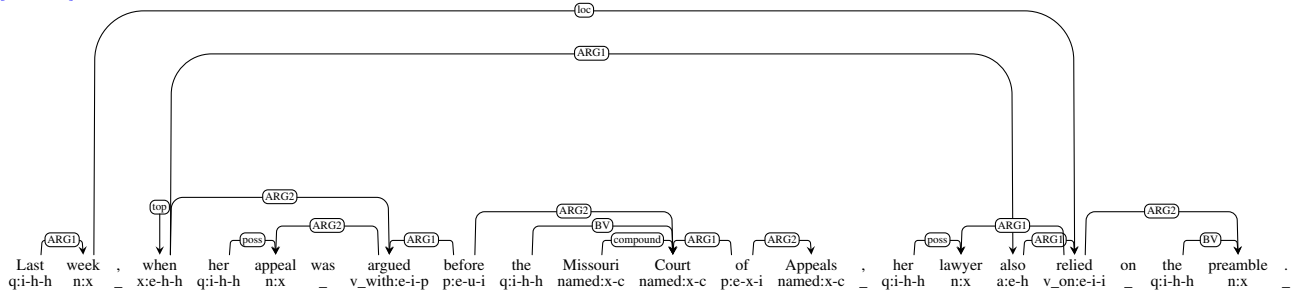 loc
ARG1
top ARG2 ARG2 ARG2
BV ARG1
ARG1 poss ARG2 ARG1 compound ARG1 ARG2 poss ARG1 BV
Last week , when her appeal was argued before the Missouri Court of Appeals , her lawyer also relied on the preamble .
q:i-h-h n:x _ x:e-h-h q:i-h-h n:x _ v_with:e-i-p p:e-u-i q:i-h-h named:x-c named:x-c p:e-x-i named:x-c _ q:i-h-h n:x a:e-h v_on:e-i-i _ q:i-h-h n:x _